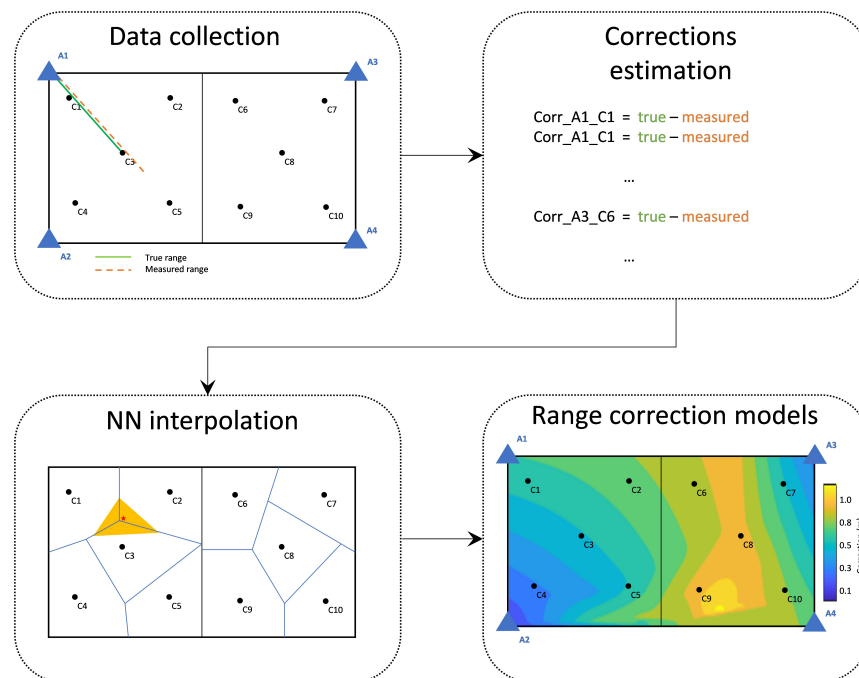 Data collection
A1
A3
C1
C2
C6
C7
C3
C8
C4
C5
C9
C10
A2
A4
True range
Measured range
Corrections
estimation
Corr_A1_C1 = true – measured
Corr_A1_C1 = true – measured
...
Corr_A3_C6 = true – measured
...
NN interpolation
C1
C2
C6
C7
C3
C8
C4
C5
C9
C10
Range correction models
A1
A3
C1
C2
C6
C7
C3
C8
C4
C5
C9
C10
A2
A4
1.0
0.8
0.5
0.3
0.1